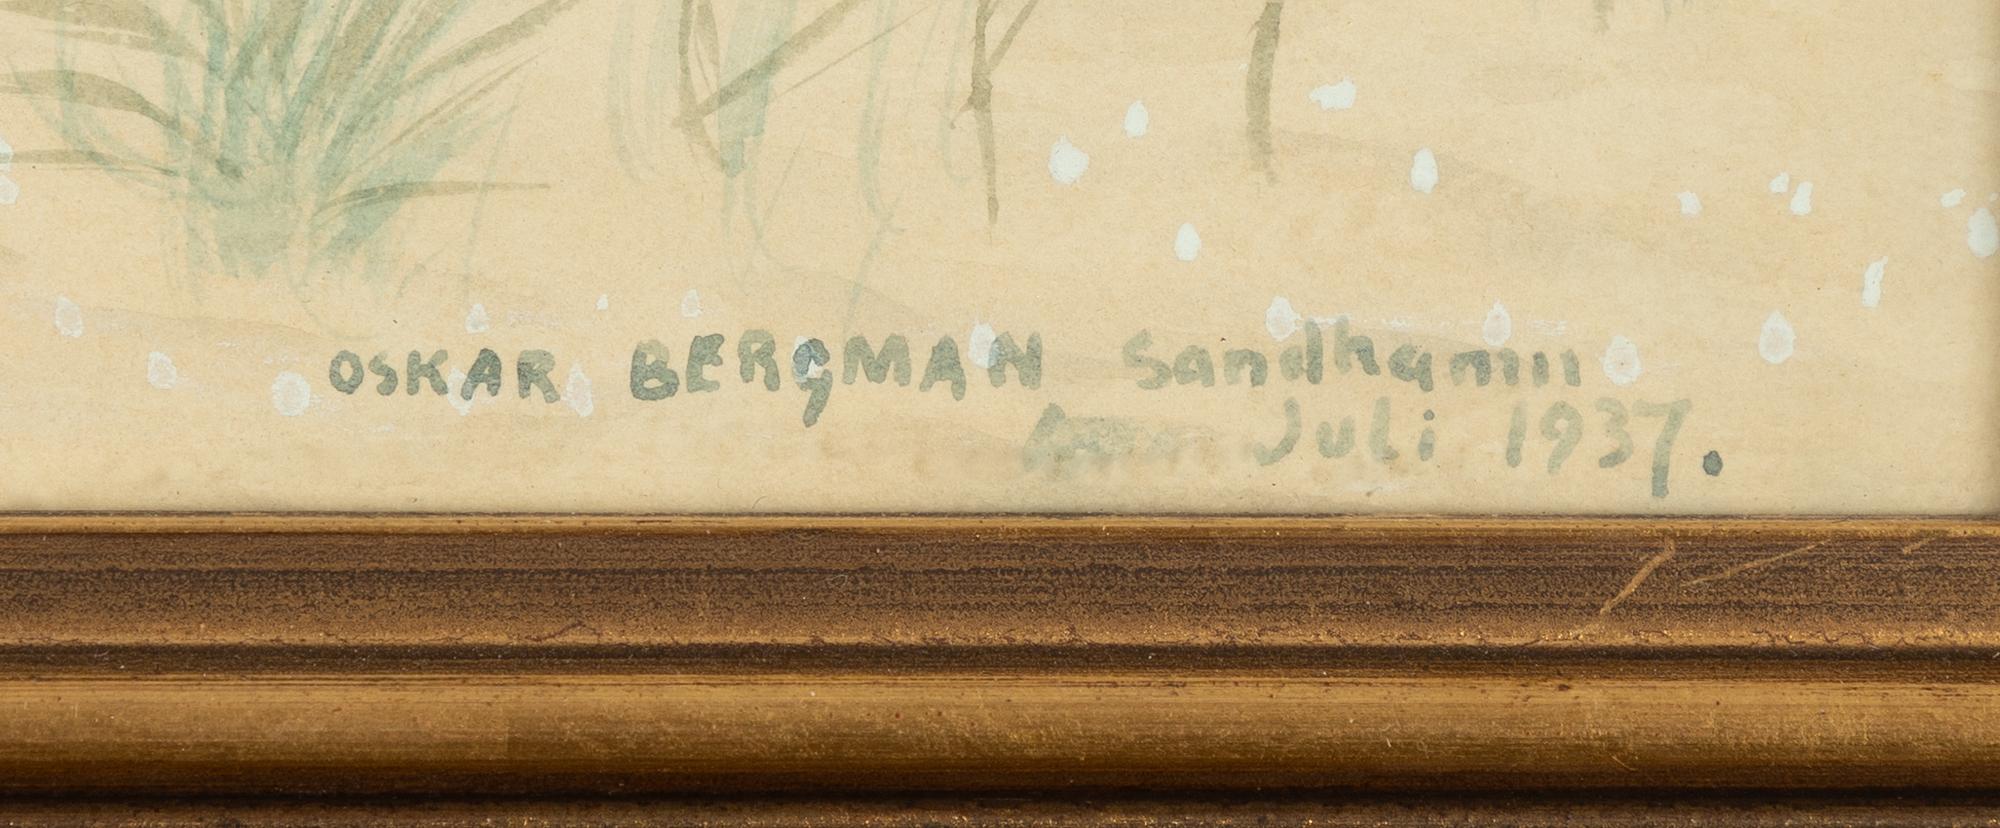 OSKAR BERGMAN Sandhamn
Juli 1937.